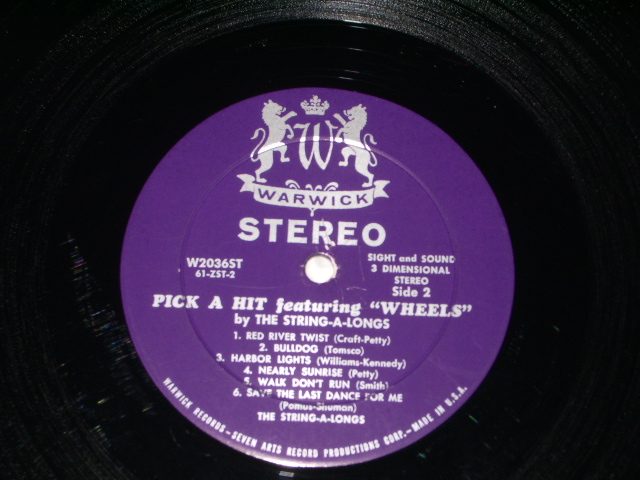 W
WARWICK
STEREO
W2036ST
61-ZST-2
SIGHT and SOUND
3 DIMENSIONAL
STEREO
Side 2
PICK A HIT featuring "WHEELS"
by THE STRING-A-LONGS
1. RED RIVER TWIST (Craft-Petty)
2. BULLDOG (Tomsco)
3. HARBOR LIGHTS (Williams-Kennedy)
4. NEARLY SUNRISE (Petty)
5. WALK DON'T RUN (Smith)
6. SAVE THE LAST DANCE FOR ME
(Pomus-Shuman)
THE STRING-A-LONGS
WARWICK RECORDS—SEVEN ARTS RECORD PRODUCTIONS CORP.—MADE IN U.S.A.